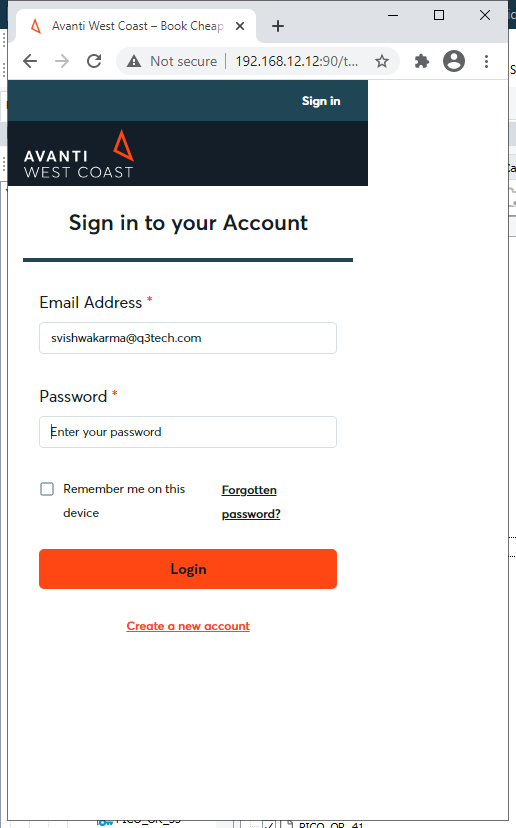 Avanti West Coast – Book Cheap
Not secure 192.168.12.12:90/t...
Sign in
AVANTI
WEST COAST
Sign in to your Account
Email Address *
svishwakarma@q3tech.com
Password *
Enter your password
Remember me on this
device
Forgotten
password?
Login
Create a new account
PICO_OR_41